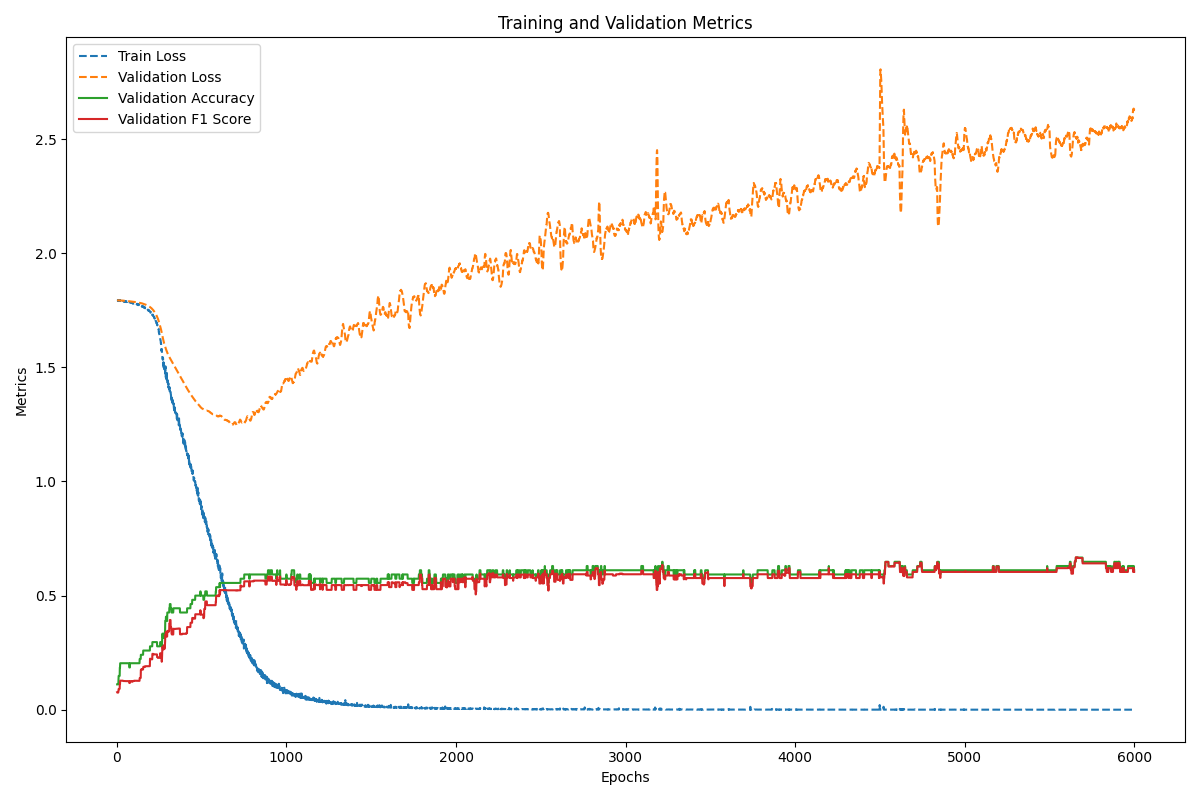 Training and Validation Metrics
Train Loss
Validation Loss
Validation Accuracy
Validation F1 Score
Metrics
2.5
2.0
1.5
1.0
0.5
0.0
0 1000 2000 3000 4000 5000 6000
Epochs